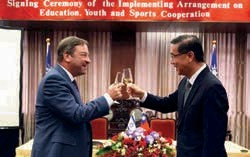 Signing Ceremony of the Implementing Arrangement on
Education, Youth and Sports Cooperation